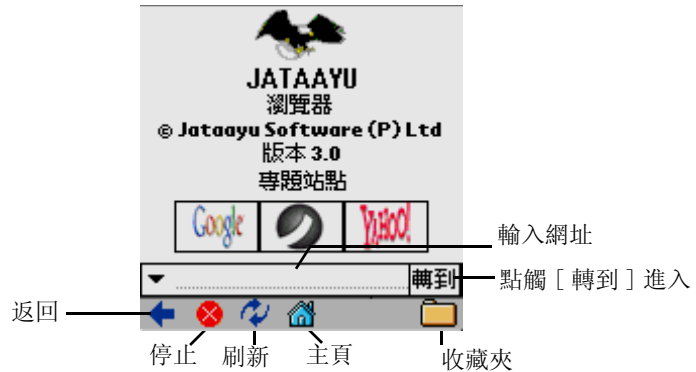 JATAAYU
瀏覽器
© Jataayu Software (P) Ltd
版本 3.0
專題站點
Google
YAHOO!
輸入網址
轉到
點觸 [ 轉到 ] 進入
返回
停止
刷新
主頁
收藏夾